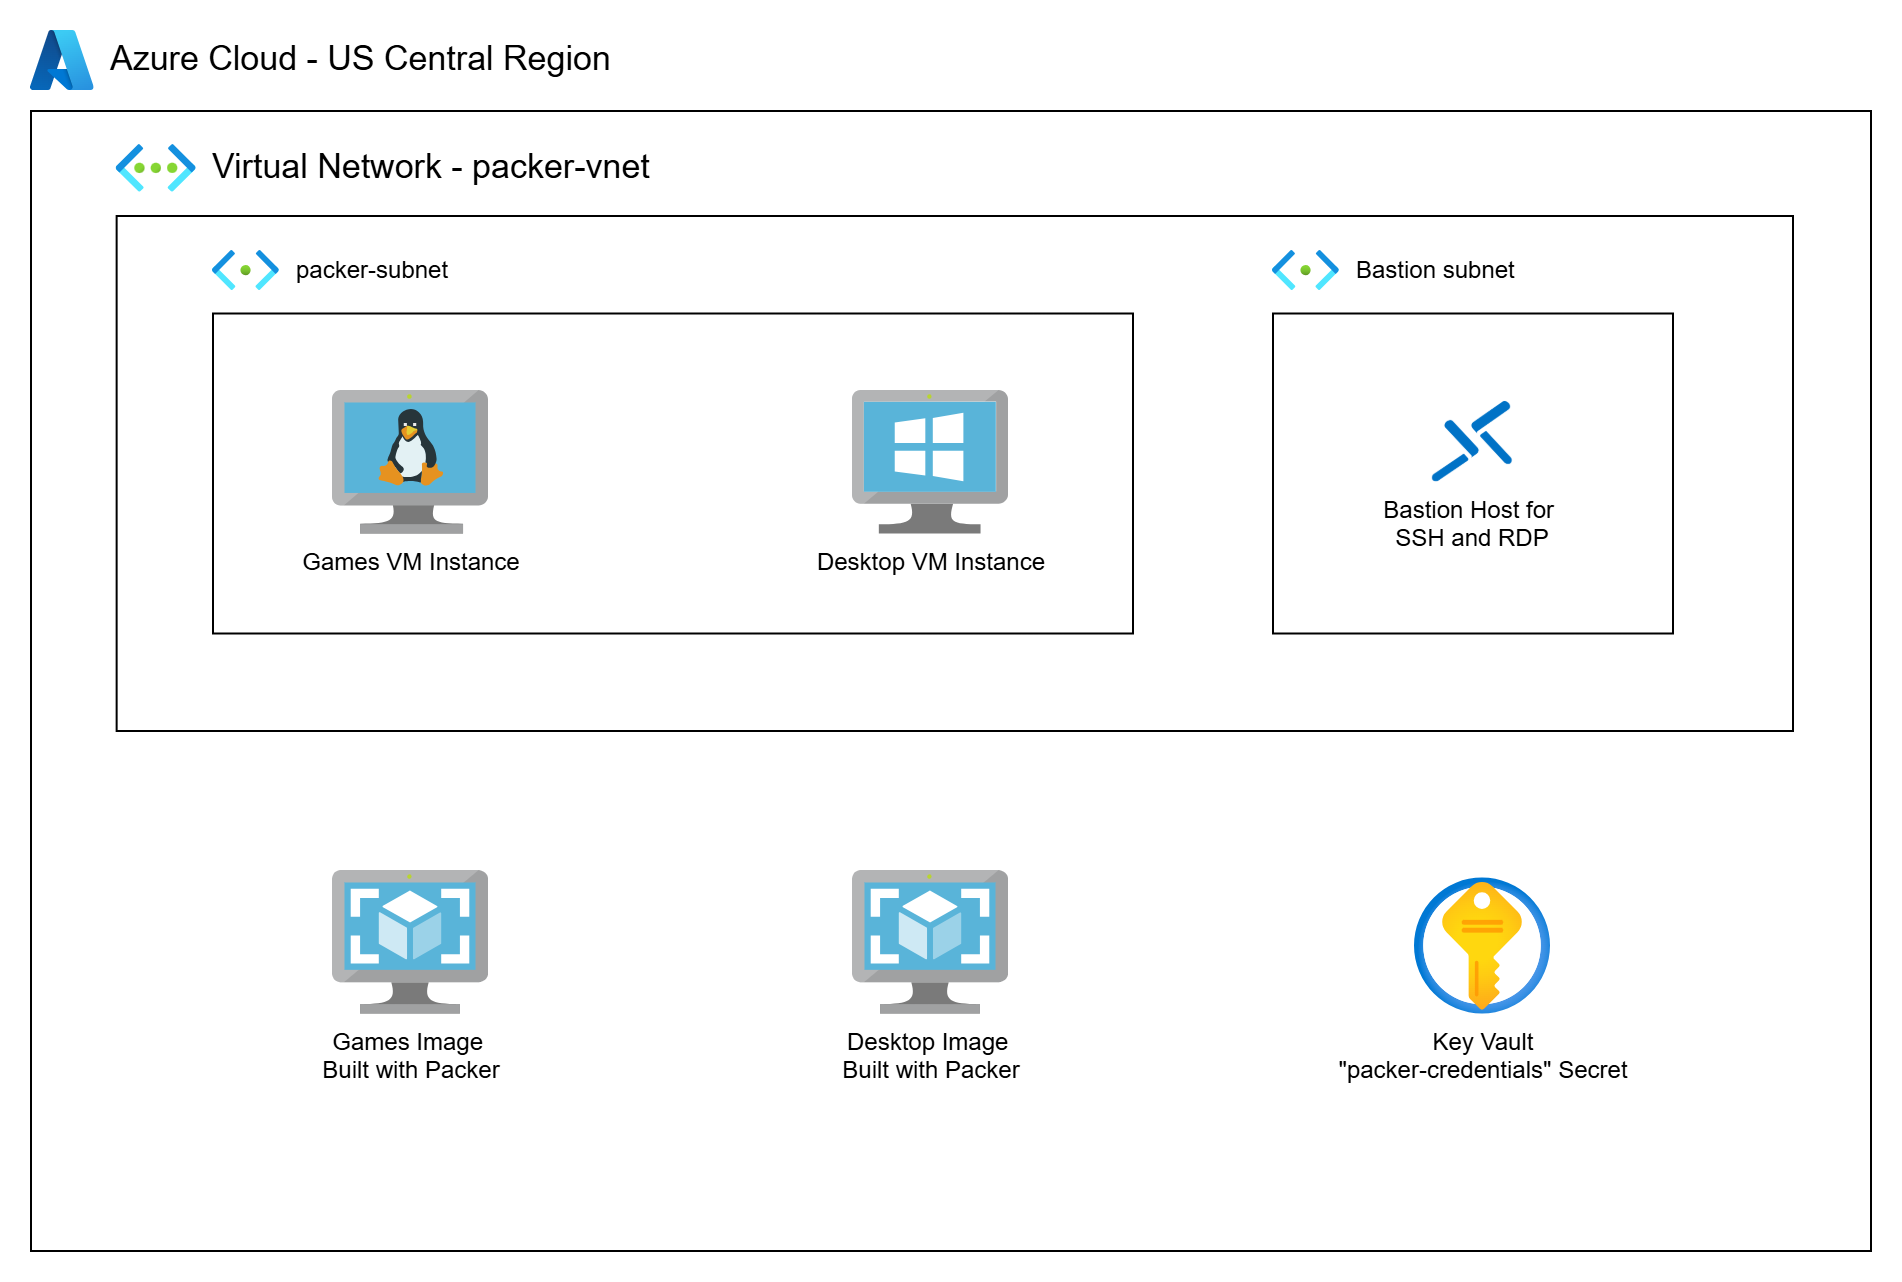 Azure Cloud - US Central Region
Virtual Network - packer-vnet
packer-subnet
Bastion subnet
Games VM Instance
Desktop VM Instance
Bastion Host for
SSH and RDP
Games Image
Built with Packer
Desktop Image
Built with Packer
Key Vault
"packer-credentials" Secret